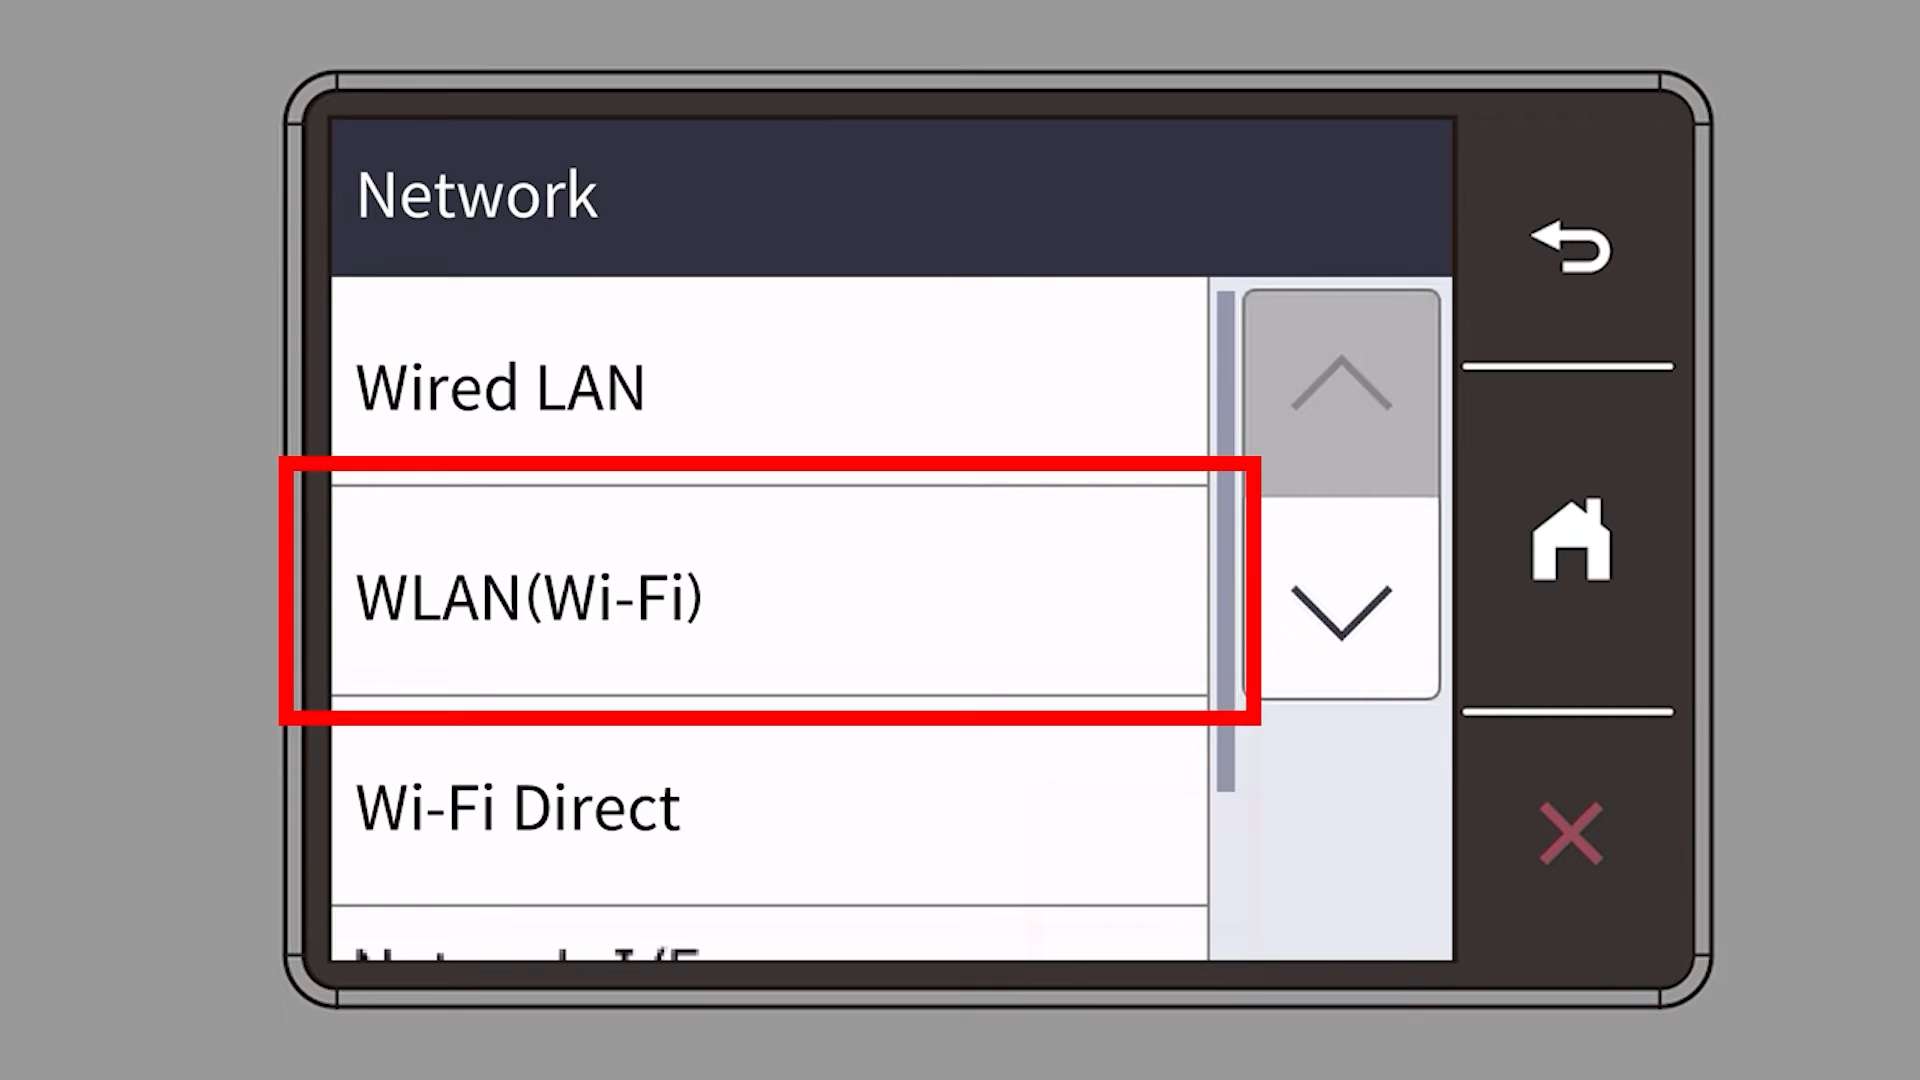 Network
Wired LAN
WLAN(Wi-Fi)
Wi-Fi Direct